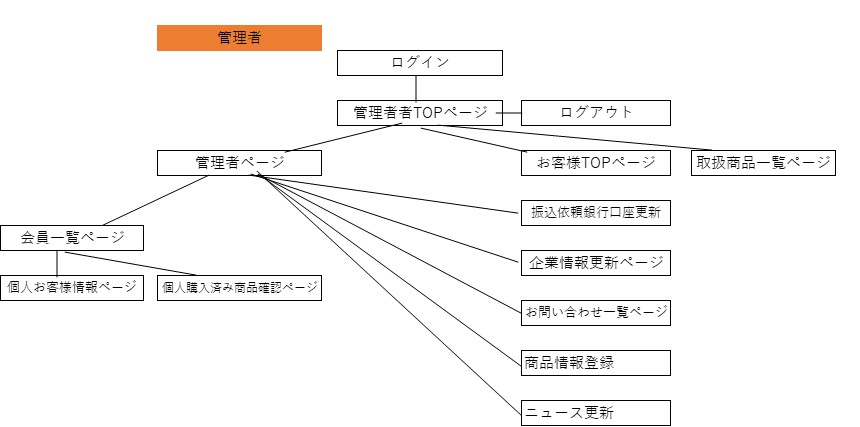 管理者
ログイン
管理者者TOPページ
ログアウト
管理者ページ
お客様TOPページ
取扱商品一覧ページ
振込依頼銀行口座更新
会員一覧ページ
企業情報更新ページ
個人お客様情報ページ
個人購入済み商品確認ページ
お問い合わせ一覧ページ
商品情報登録
ニュース更新